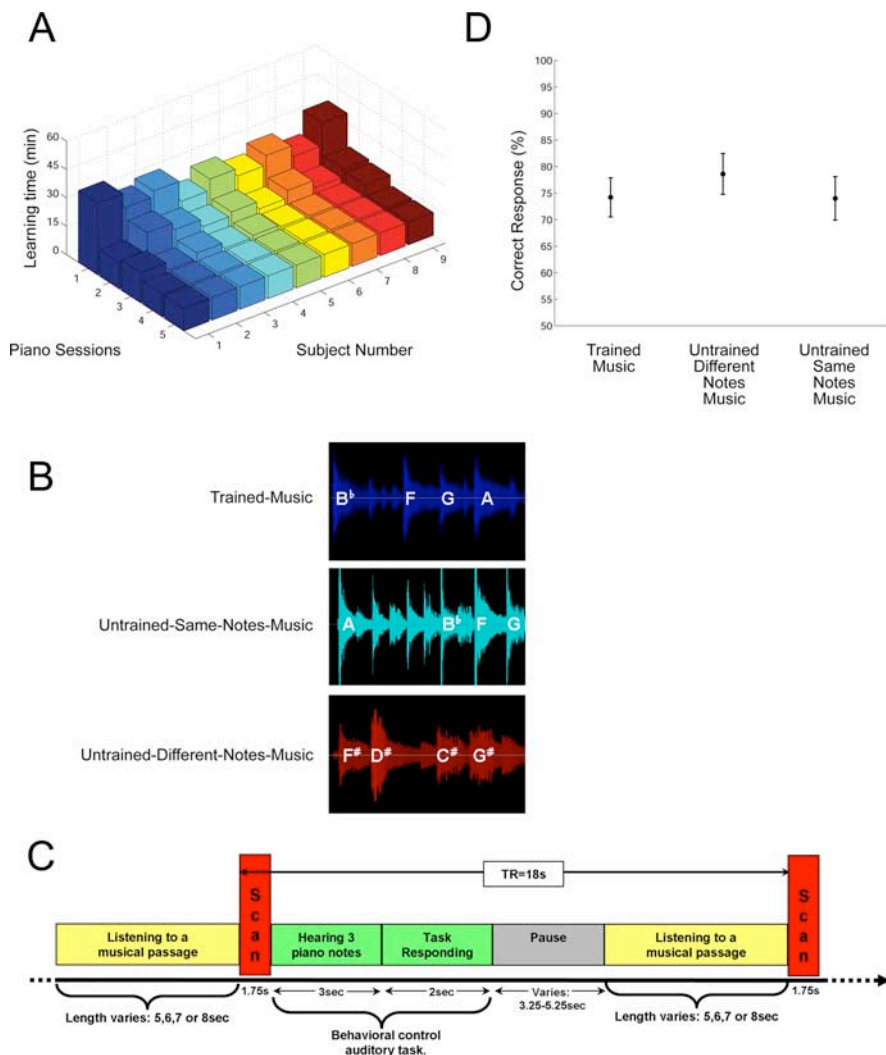 A
Learning time (min)
60
45
30
15
0
1
2
3
4
5
Piano Sessions
1
2
3
4
5
6
7
8
9
Subject Number
D
Correct Response (%)
100
95
90
85
80
75
70
65
60
55
50
Trained
Music
Untrained
Different
Notes
Music
Untrained
Same
Notes
Music
B
Trained-Music
B♭ F G A
Untrained-Same-Notes-Music
A B♭ F G
Untrained-Different-Notes-Music
F# D# C# G#
C
TR=18s
Listening to a
musical passage
Scan
Hearing 3
piano notes
Task
Responding
Pause
Listening to a
musical passage
Scan
Length varies: 5,6,7 or 8sec
1.75s
3sec
2sec
Varies:
3.25-5.25sec
Behavioral control
auditory task.
Length varies: 5,6,7 or 8sec
1.75s